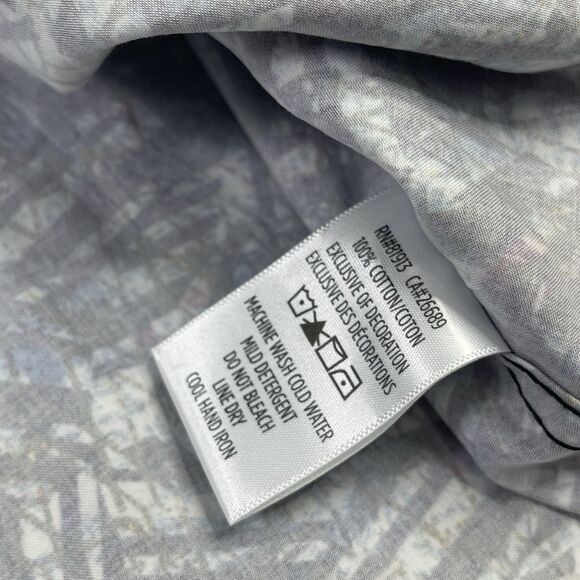 RN#81913 CA#26689
100% COTTON/COTON
EXCLUSIVE OF DECORATION
EXCLUSIVE DES DÉCORATIONS
MACHINE WASH COLD WATER
MILD DETERGENT
DO NOT BLEACH
LINE DRY
COOL HAND IRON